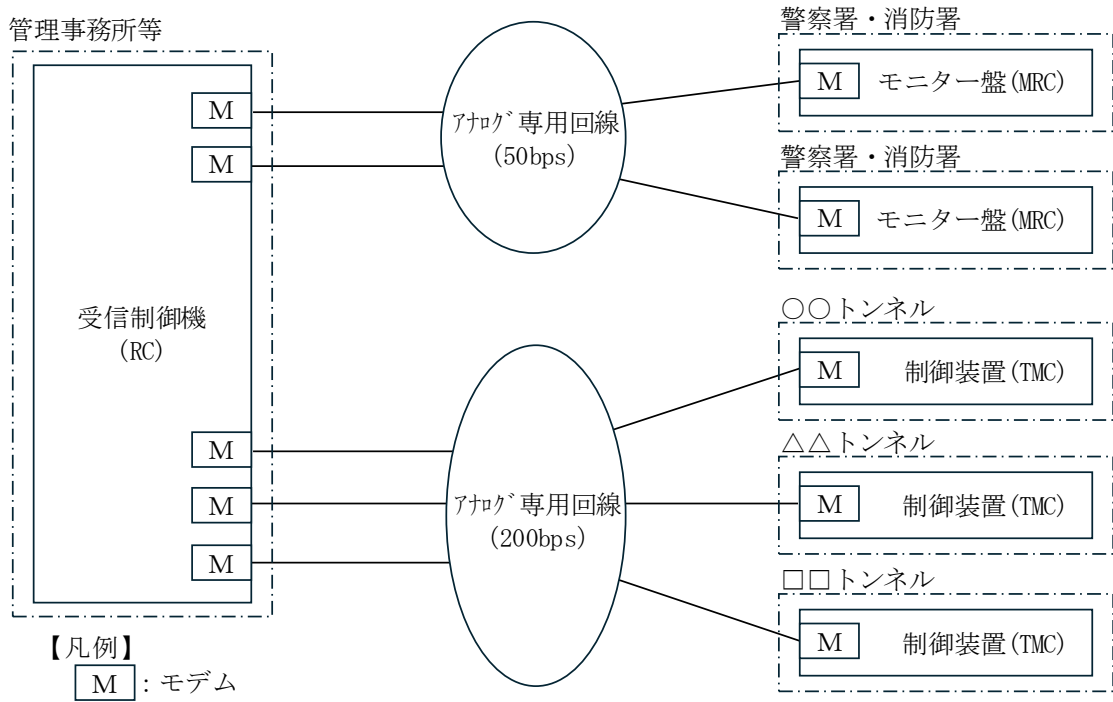 管理事務所等
M
M
受信制御機
(RC)
M
M
M
【凡例】
M：モデム
ｱﾅﾛｸﾞ専用回線
(50bps)
ｱﾅﾛｸﾞ専用回線
(200bps)
警察署・消防署
M モニター盤(MRC)
警察署・消防署
M モニター盤(MRC)
○○トンネル
M 制御装置(TMC)
△△トンネル
M 制御装置(TMC)
□□トンネル
M 制御装置(TMC)